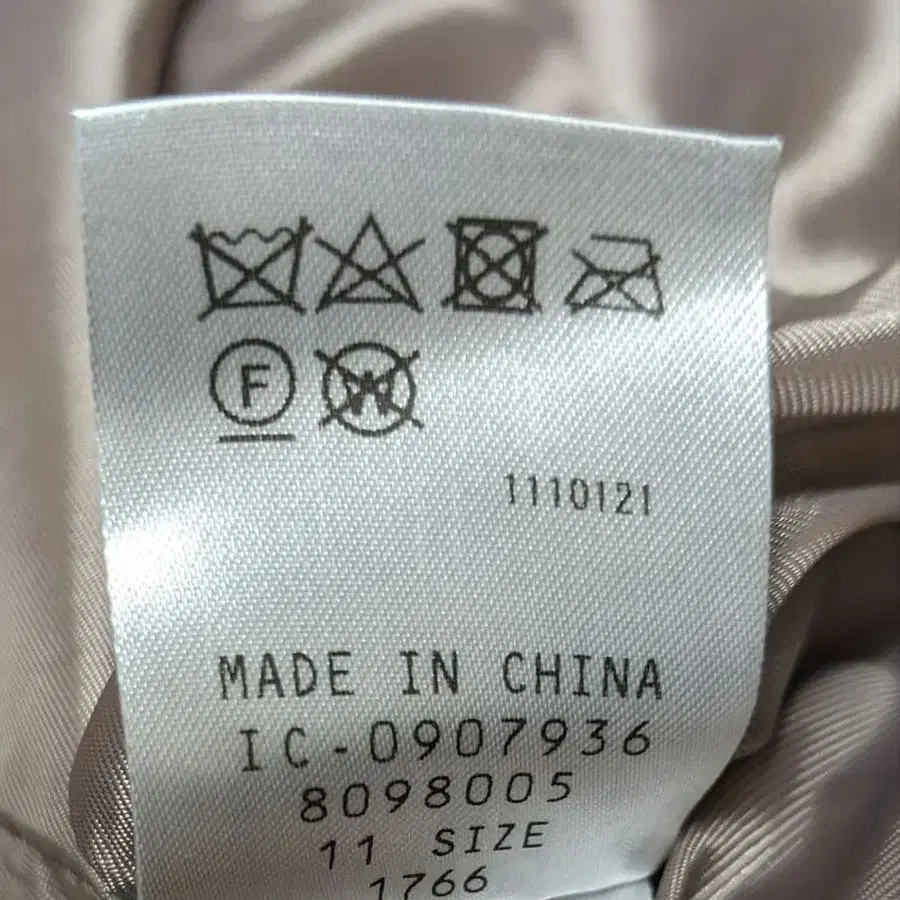 F W
1110121
MADE IN CHINA
IC-0907936
8098005
11 SIZE
1766